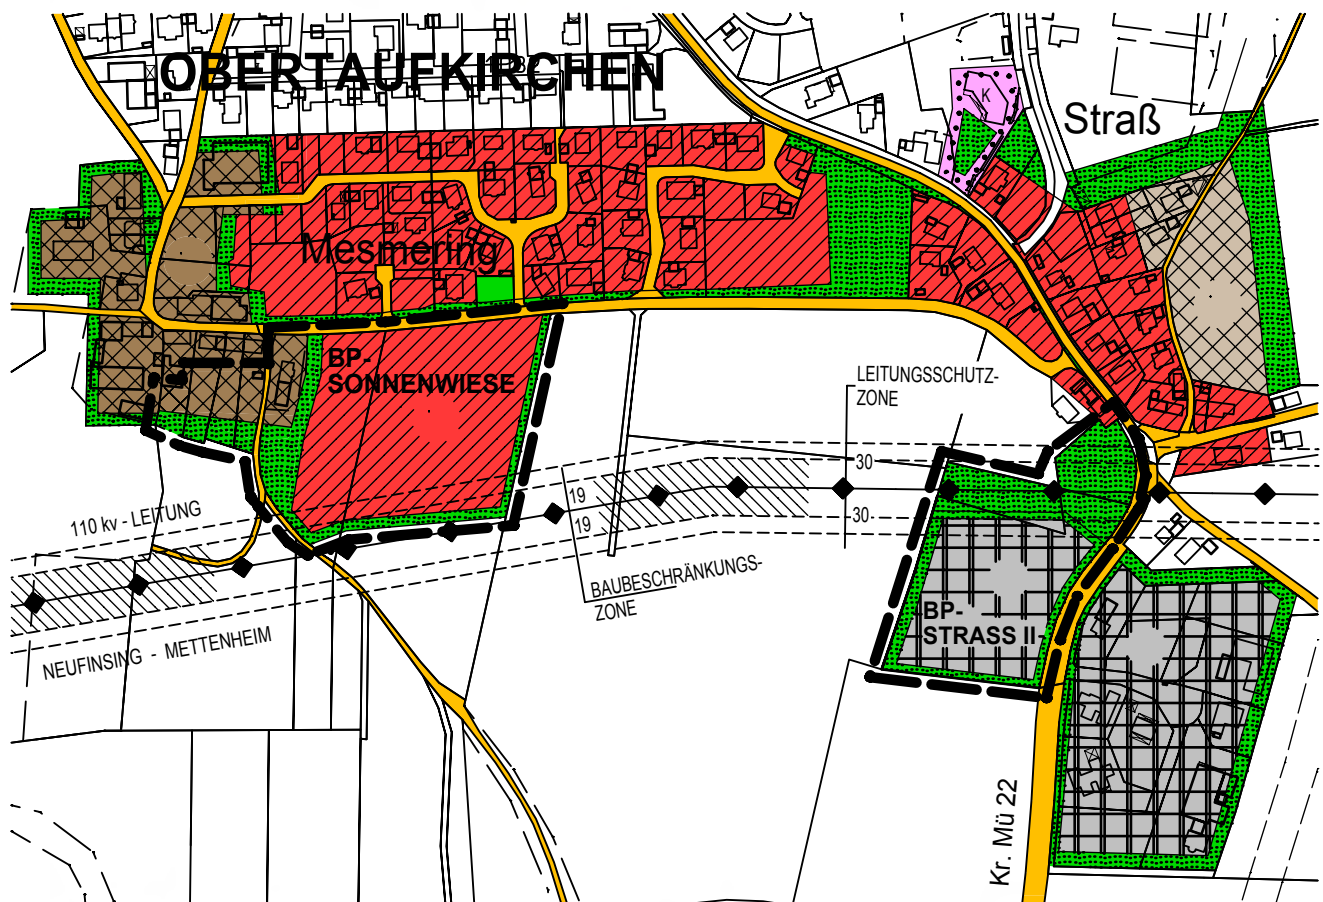 OBERTAUFKIRCHEN
K
Straß
Mesmering
BP-
SONNENWIESE
LEITUNGSSCHUTZ-
ZONE
30
30
19
19
110 kv - LEITUNG
BAUBESCHRÄNKUNGS-
ZONE
BP-
STRASS II
NEUFINSING - METTENHEIM
Kr. Mü 22